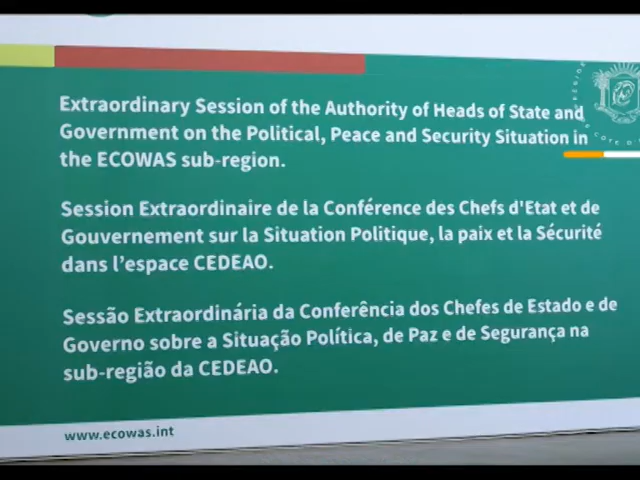 Extraordinary Session of the Authority of Heads of State and
Government on the Political, Peace and Security Situation in
the ECOWAS sub-region.
Session Extraordinaire de la Conférence des Chefs d'Etat et de
Gouvernement sur la Situation Politique, la paix et la Sécurité
dans l'espace CEDEAO.
Sessão Extraordinária da Conferência dos Chefes de Estado e de
Governo sobre a Situação Política, de Paz e de Segurança na
sub-região da CEDEAO.
www.ecowas.int